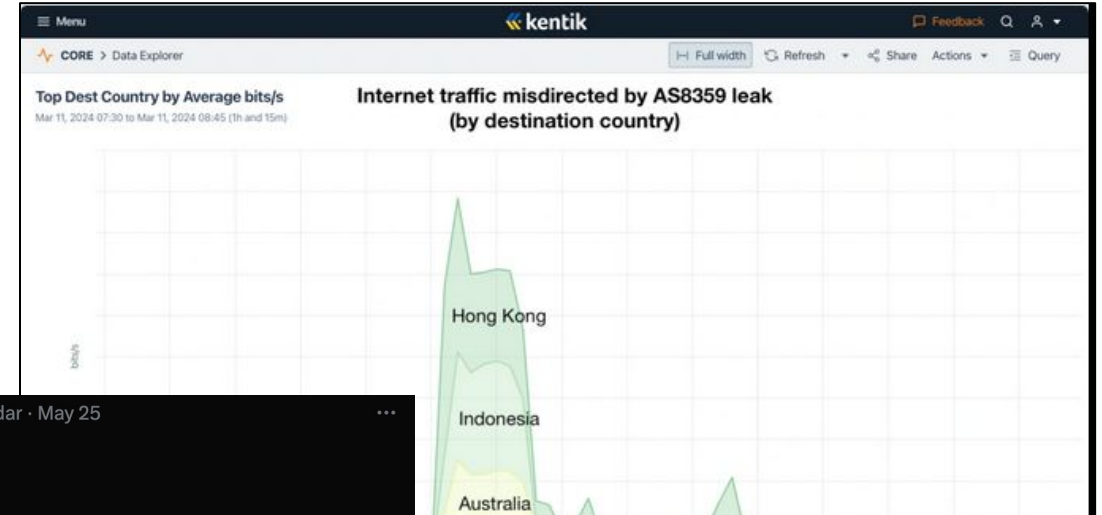 Menu
kentik
Feedback
CORE > Data Explorer
Full width
Refresh
Share
Actions
Query
Top Dest Country by Average bits/s
Mar 11, 2024 07:30 to Mar 11, 2024 08:45 (1h and 15m)
Internet traffic misdirected by AS8359 leak
(by destination country)
bits/s
Hong Kong
Indonesia
Australia
dar · May 25
...